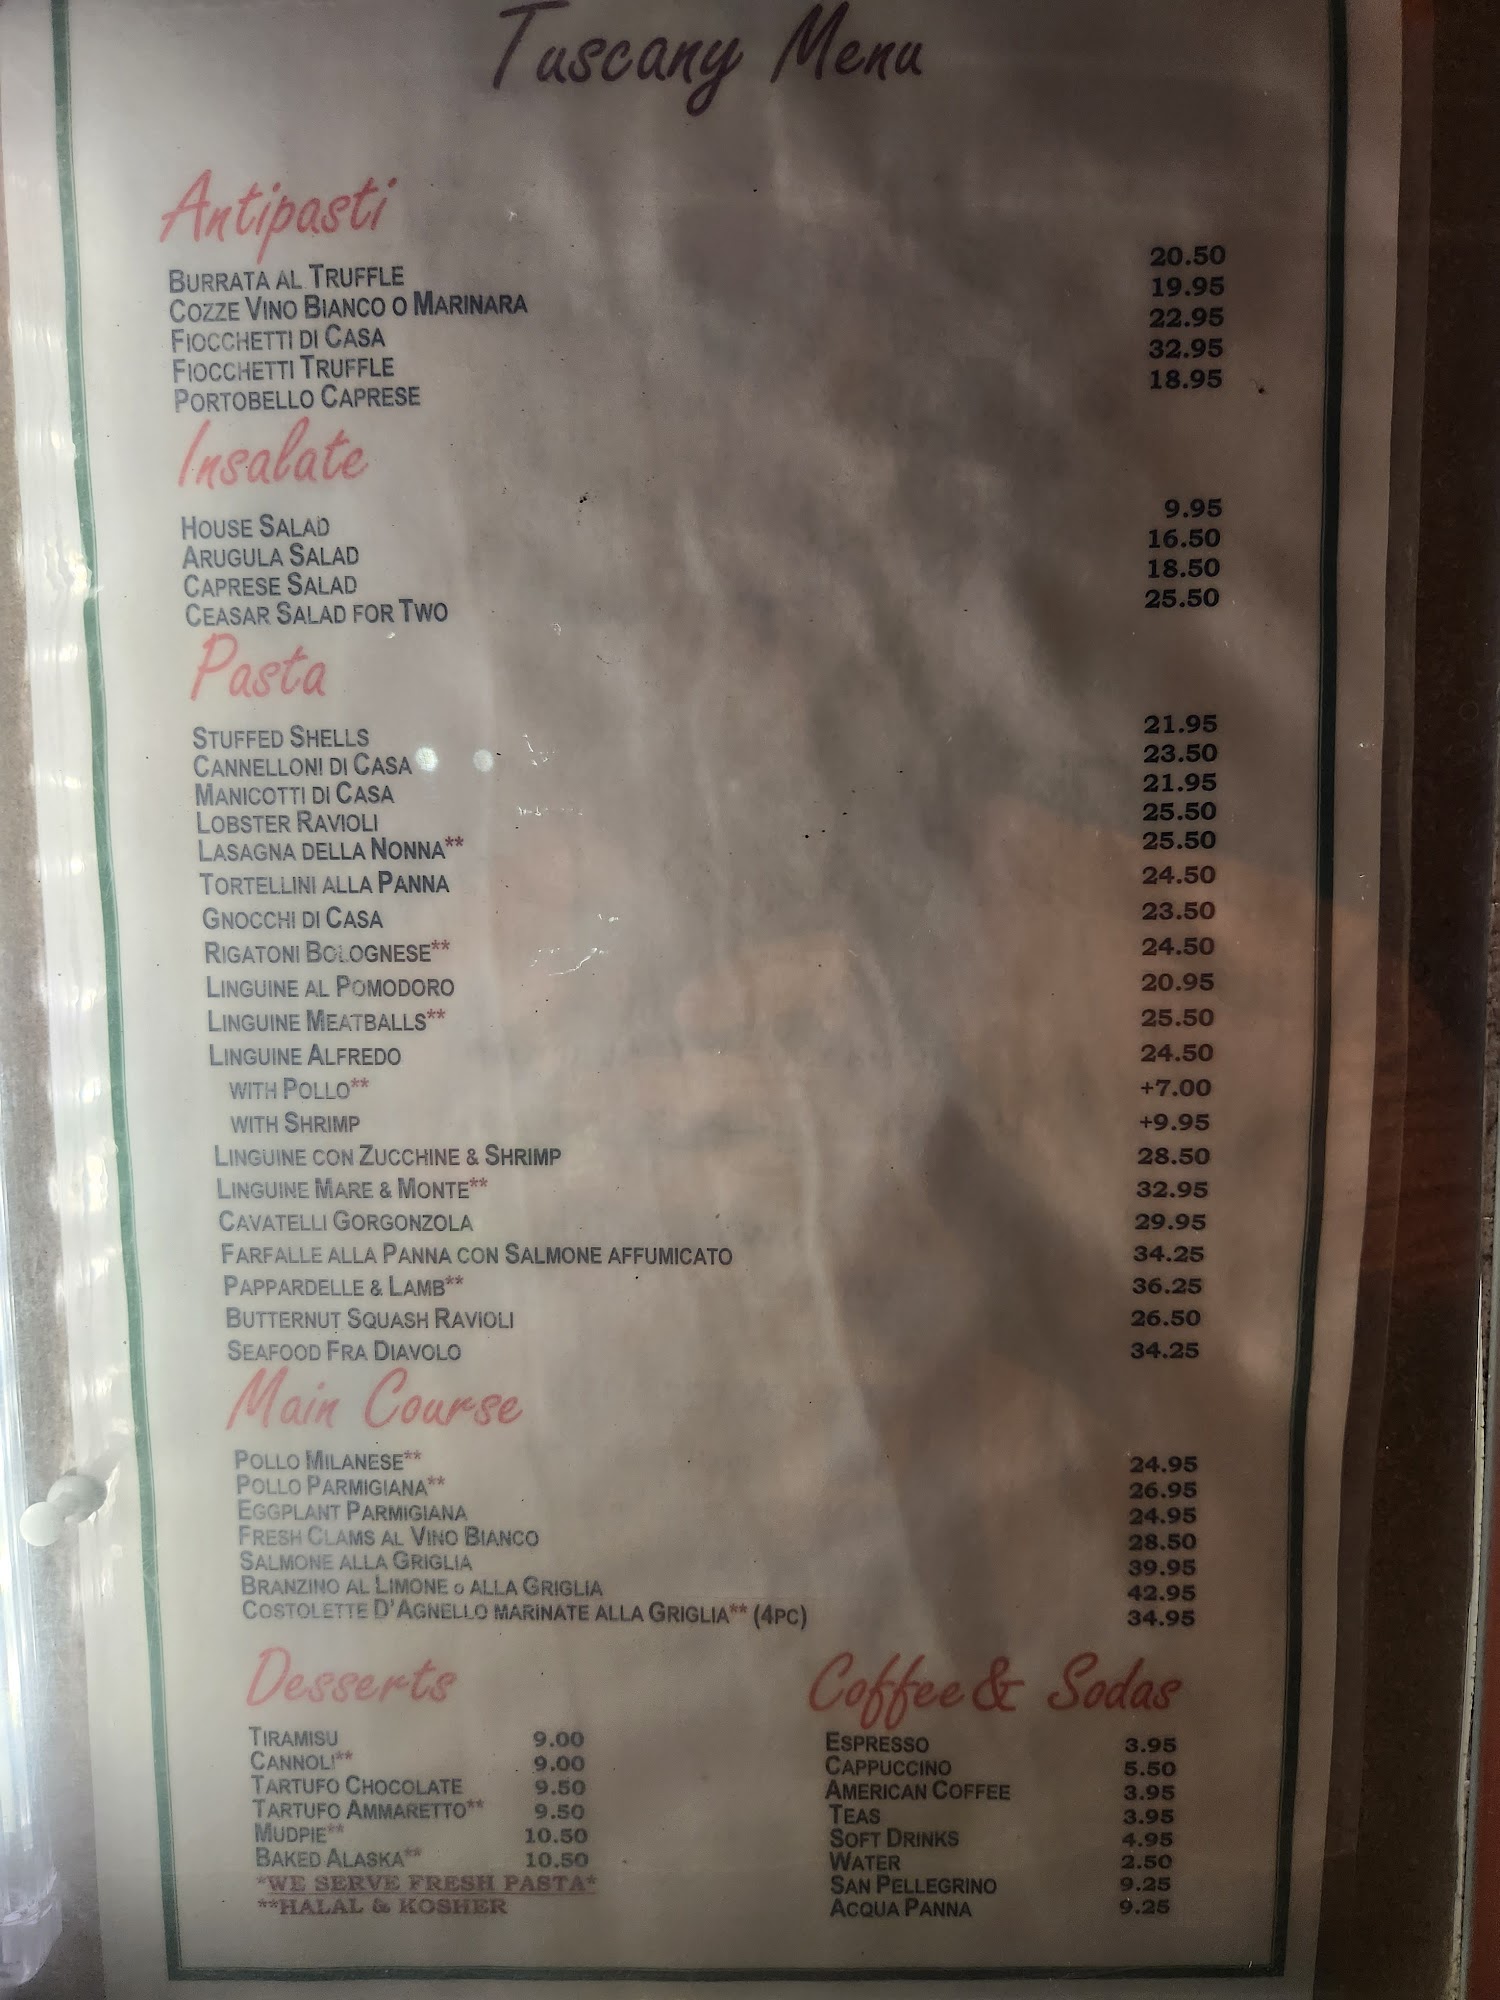 Tuscany Menu
Antipasti
BURRATA AL TRUFFLE 20.50
COZZE VINO BIANCO O MARINARA 19.95
FIOCCHETTI DI CASA 22.95
FIOCCHETTI TRUFFLE 32.95
PORTOBELLO CAPRESE 18.95
Insalate
HOUSE SALAD 9.95
ARUGULA SALAD 16.50
CAPRESE SALAD 18.50
CEASAR SALAD FOR TWO 25.50
Pasta
STUFFED SHELLS 21.95
CANNELLONI DI CASA 23.50
MANICOTTI DI CASA 21.95
LOBSTER RAVIOLI 25.50
LASAGNA DELLA NONNA** 25.50
TORTELLINI ALLA PANNA 24.50
GNOCCHI DI CASA 23.50
RIGATONI BOLOGNESE** 24.50
LINGUINE AL POMODORO 20.95
LINGUINE MEATBALLS** 25.50
LINGUINE ALFREDO 24.50
WITH POLLO** +7.00
WITH SHRIMP +9.95
LINGUINE CON ZUCCHINE & SHRIMP 28.50
LINGUINE MARE & MONTE** 32.95
CAVATELLI GORGONZOLA 29.95
FARFALLE ALLA PANNA CON SALMONE AFFUMICATO 34.25
PAPPARDELLE & LAMB** 36.25
BUTTERNUT SQUASH RAVIOLI 26.50
SEAFOOD FRA DIAVOLO 34.25
Main Course
POLLO MILANESE** 24.95
POLLO PARMIGIANA** 26.95
EGGPLANT PARMIGIANA 24.95
FRESH CLAMS AL VINO BIANCO 28.50
SALMONE ALLA GRIGLIA 39.95
BRANZINO AL LIMONE o ALLA GRIGLIA 42.95
COSTOLETTE D'AGNELLO MARINATE ALLA GRIGLIA** (4PC) 34.95
Desserts
TIRAMISU 9.00
CANNOLI** 9.00
TARTUFO CHOCOLATE 9.50
TARTUFO AMMARETTO** 9.50
MUDPIE** 10.50
BAKED ALASKA** 10.50
*WE SERVE FRESH PASTA*
**HALAL & KOSHER
Coffee & Sodas
ESPRESSO 3.95
CAPPUCCINO 5.50
AMERICAN COFFEE 3.95
TEAS 3.95
SOFT DRINKS 4.95
WATER 2.50
SAN PELLEGRINO 9.25
ACQUA PANNA 9.25